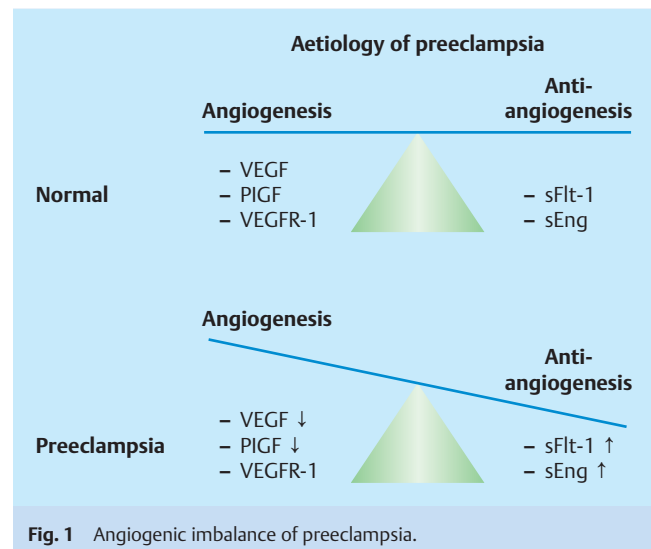 Aetiology of preeclampsia
Angiogenesis
Anti-
angiogenesis
Normal
– VEGF
– PIGF
– VEGFR-1
– sFlt-1
– sEng
Angiogenesis
Anti-
angiogenesis
Preeclampsia
– VEGF ↓
– PIGF ↓
– VEGFR-1
– sFlt-1 ↑
– sEng ↑
Fig. 1 Angiogenic imbalance of preeclampsia.